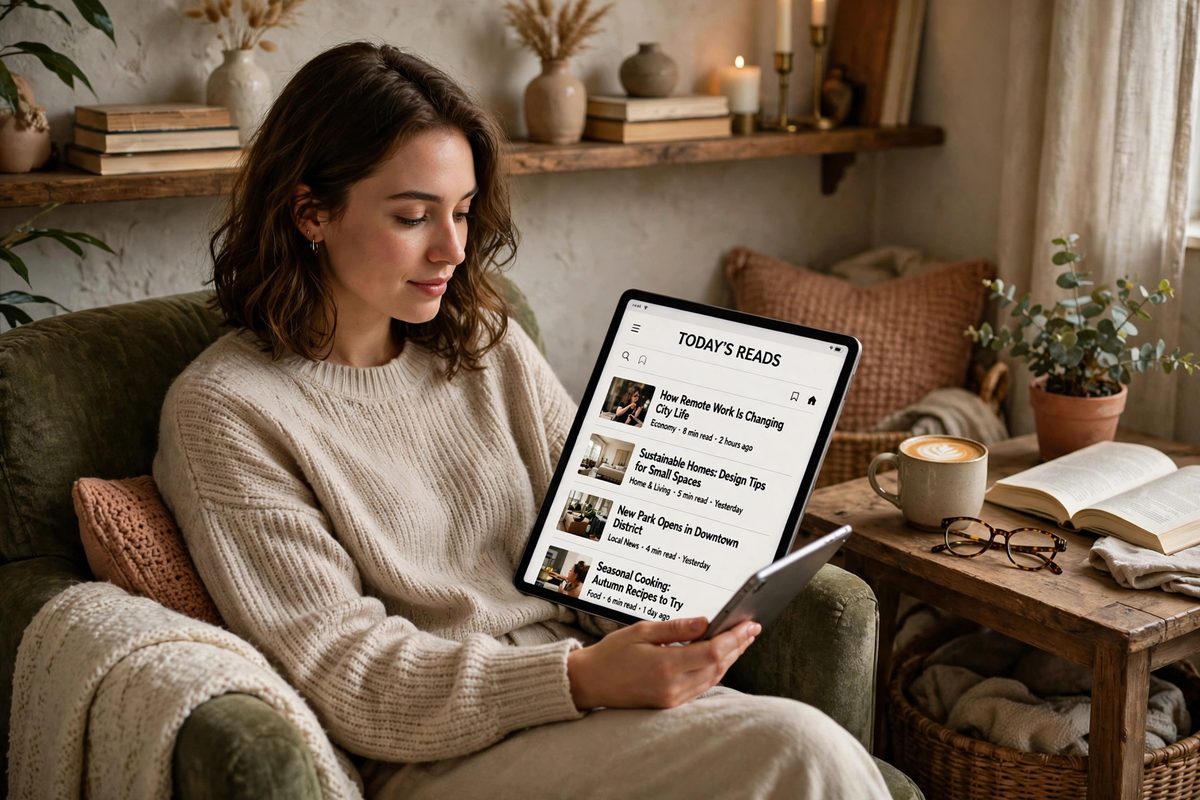 TODAY'S READS
How Remote Work Is Changing
City Life
Economy · 8 min read · 2 hours ago
Sustainable Homes: Design Tips
for Small Spaces
Home & Living · 5 min read · Yesterday
New Park Opens in Downtown
District
Local News · 4 min read · Yesterday
Seasonal Cooking:
Autumn Recipes to Try
Food · 6 min read · 1 day ago